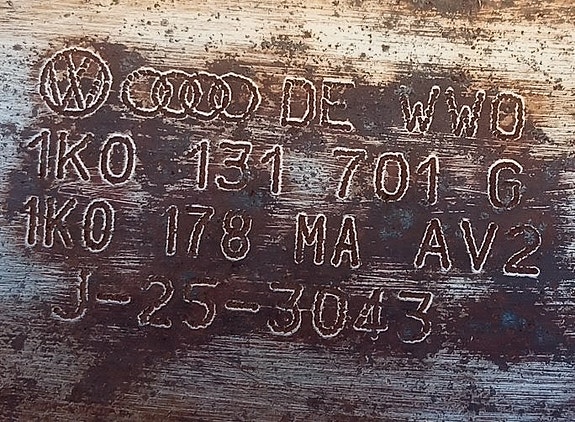 DE WWO
1K0 131 701 G
1K0 178 MA AV2
J-25-3043